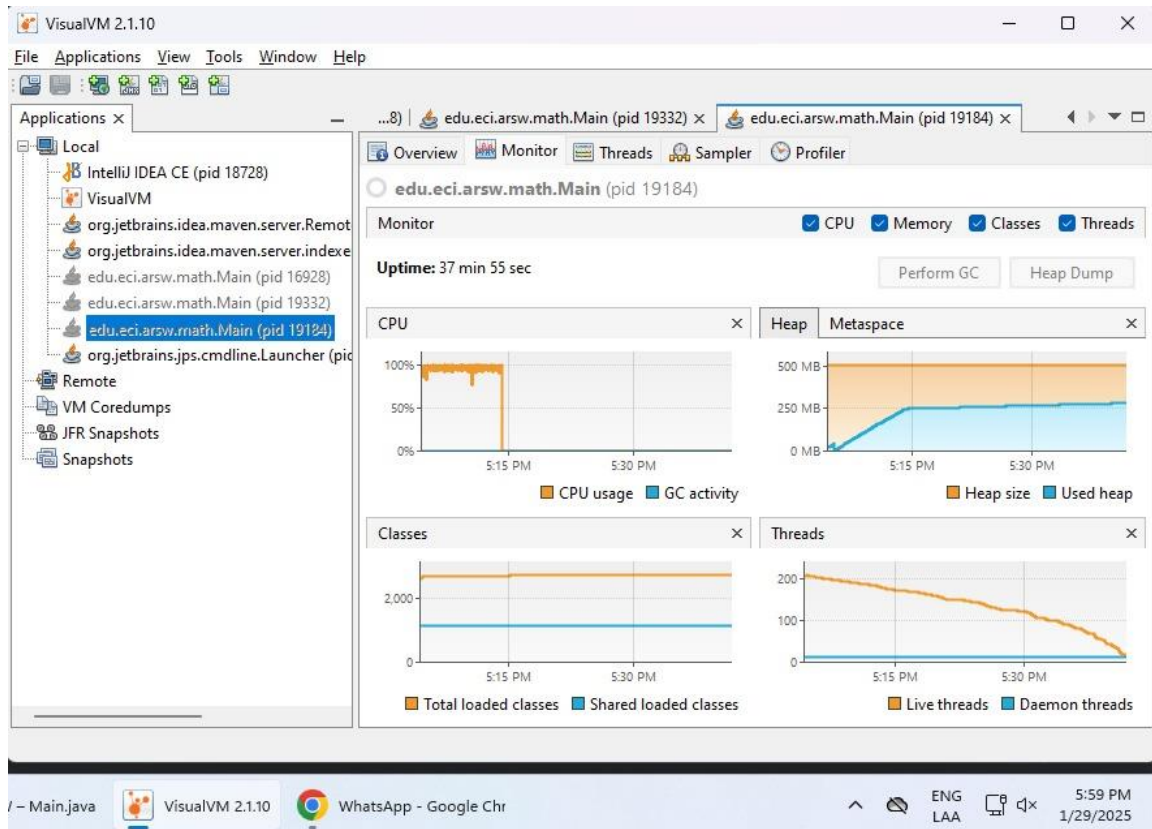 VisualVM 2.1.10
File Applications View Tools Window Help
Applications
...8)
edu.eci.arsw.math.Main (pid 19332)
edu.eci.arsw.math.Main (pid 19184)
Local
IntelliJ IDEA CE (pid 18728)
VisualVM
org.jetbrains.idea.maven.server.Remot
org.jetbrains.idea.maven.server.indexe
edu.eci.arsw.math.Main (pid 16928)
edu.eci.arsw.math.Main (pid 19332)
edu.eci.arsw.math.Main (pid 19184)
org.jetbrains.jps.cmdline.Launcher (pid
Remote
VM Coredumps
JFR Snapshots
Snapshots
Overview Monitor Threads Sampler Profiler
edu.eci.arsw.math.Main (pid 19184)
Monitor CPU Memory Classes Threads
Uptime: 37 min 55 sec Perform GC Heap Dump
CPU
100%
50%
0%
5:15 PM 5:30 PM
CPU usage GC activity
Heap Metaspace
500 MB
250 MB
0 MB
5:15 PM 5:30 PM
Heap size Used heap
Classes
2,000
0
5:15 PM 5:30 PM
Total loaded classes Shared loaded classes
Threads
200
100
0
5:15 PM 5:30 PM
Live threads Daemon threads
– Main.java VisualVM 2.1.10 WhatsApp - Google Chr
ENG
LAA
5:59 PM
1/29/2025